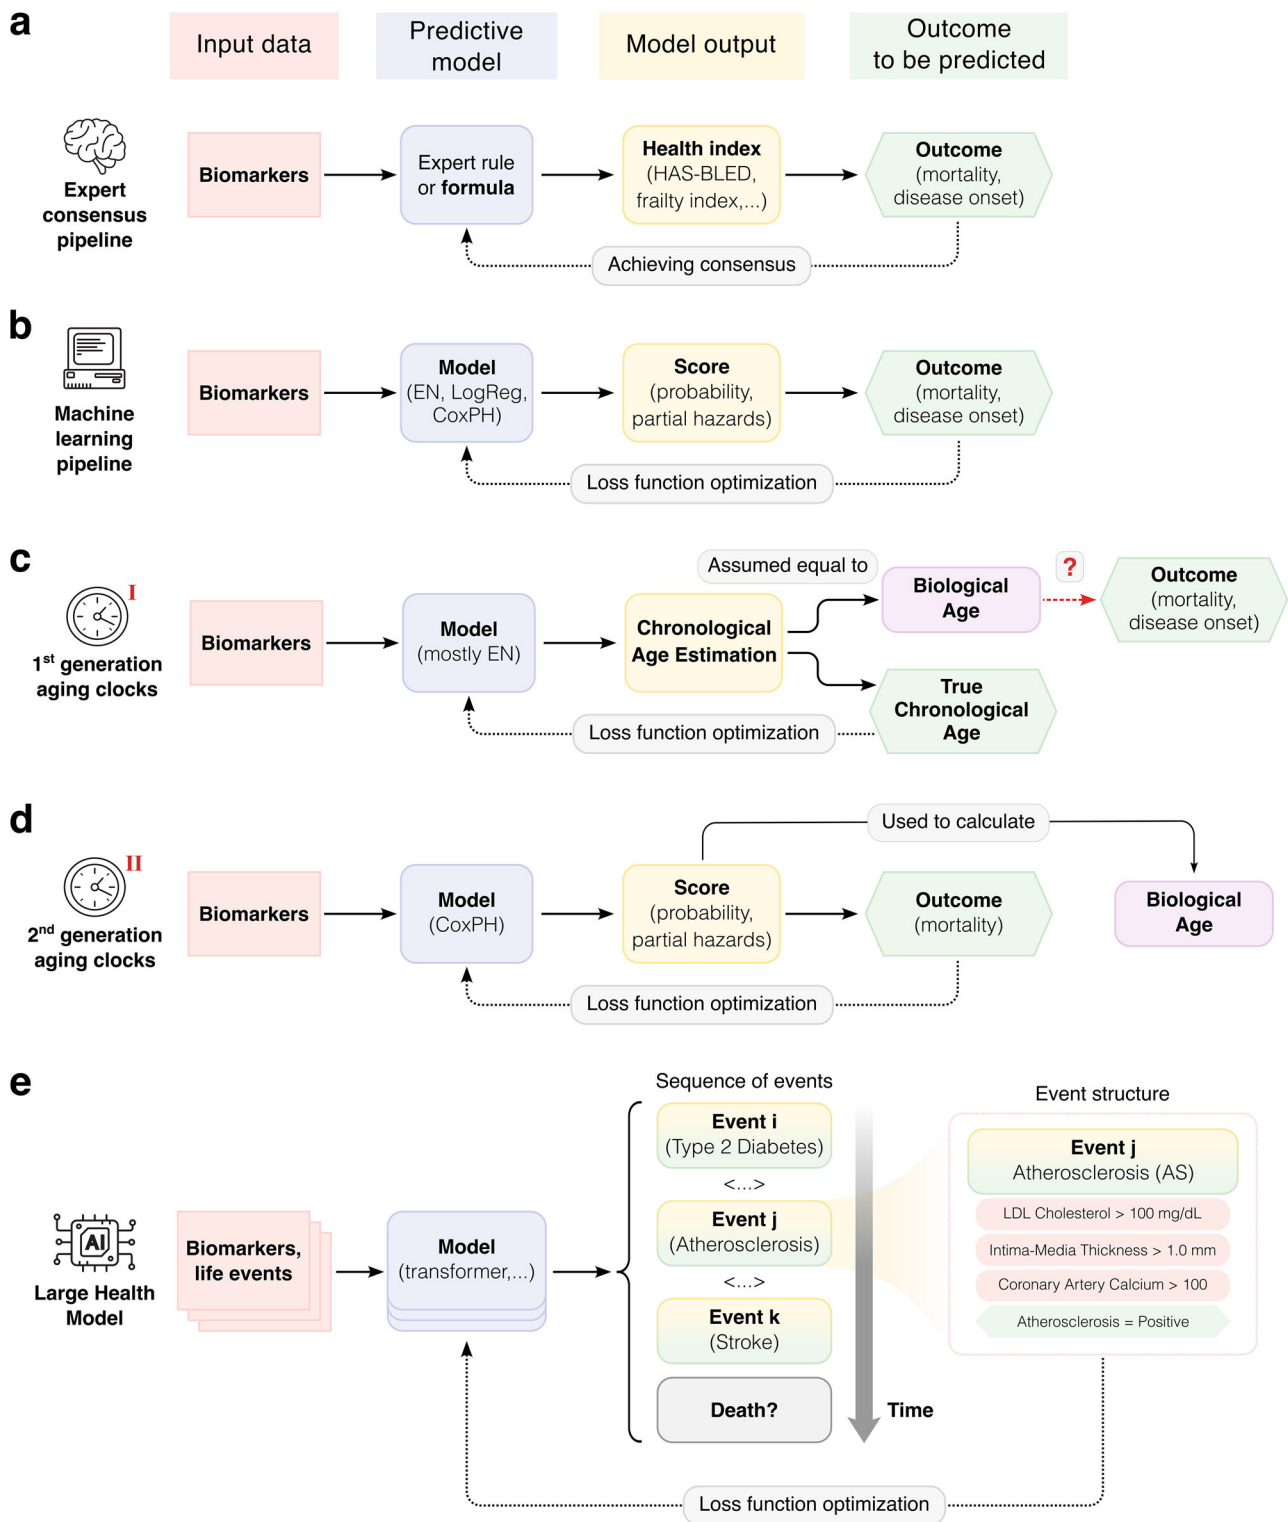 a
Input data
Predictive
model
Model output
Outcome
to be predicted
Expert
consensus
pipeline
Biomarkers
Expert rule
or formula
Health index
(HAS-BLED,
frailty index,...)
Outcome
(mortality,
disease onset)
Achieving consensus
b
Machine
learning
pipeline
Biomarkers
Model
(EN, LogReg,
CoxPH)
Score
(probability,
partial hazards)
Outcome
(mortality,
disease onset)
Loss function optimization
c
I
1st generation
aging clocks
Biomarkers
Model
(mostly EN)
Chronological
Age Estimation
Assumed equal to
Biological
Age
?
Outcome
(mortality,
disease onset)
True
Chronological
Age
Loss function optimization
d
II
2nd generation
aging clocks
Biomarkers
Model
(CoxPH)
Score
(probability,
partial hazards)
Outcome
(mortality)
Used to calculate
Biological
Age
Loss function optimization
e
AI
Large Health
Model
Biomarkers,
life events
Model
(transformer,...)
Sequence of events
Event i
(Type 2 Diabetes)
<...>
Event j
(Atherosclerosis)
<...>
Event k
(Stroke)
Death?
Time
Event structure
Event j
Atherosclerosis (AS)
LDL Cholesterol > 100 mg/dL
Intima-Media Thickness > 1.0 mm
Coronary Artery Calcium > 100
Atherosclerosis = Positive
Loss function optimization